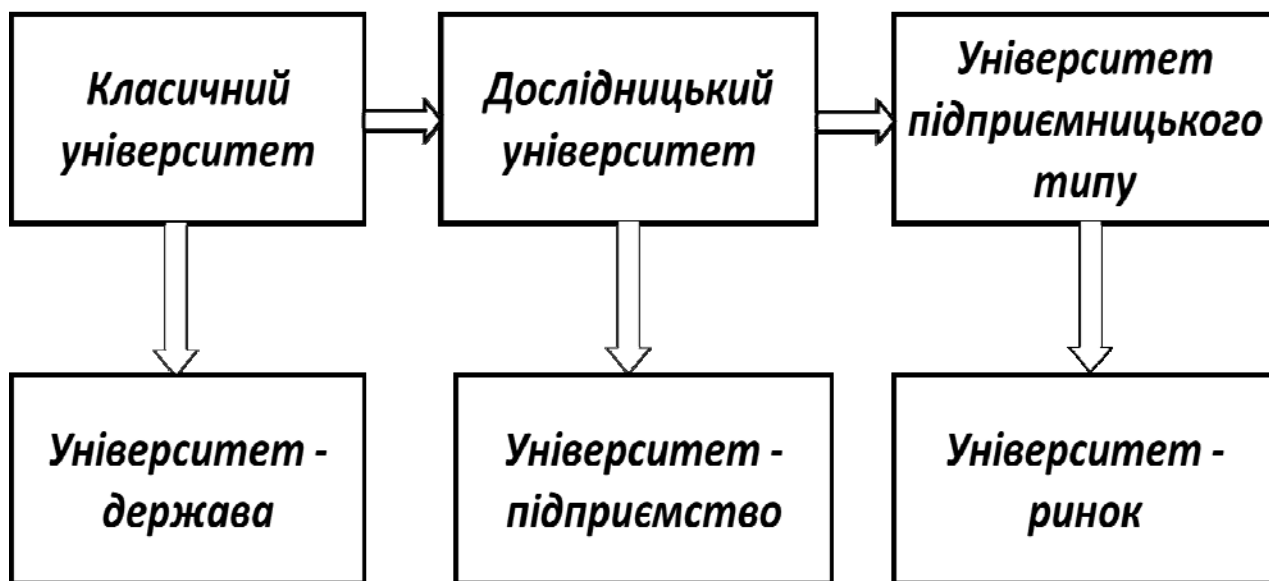 Класичний
університет
Дослідницький
університет
Університет
підприємницького
типу
Університет -
держава
Університет -
підприємство
Університет -
ринок